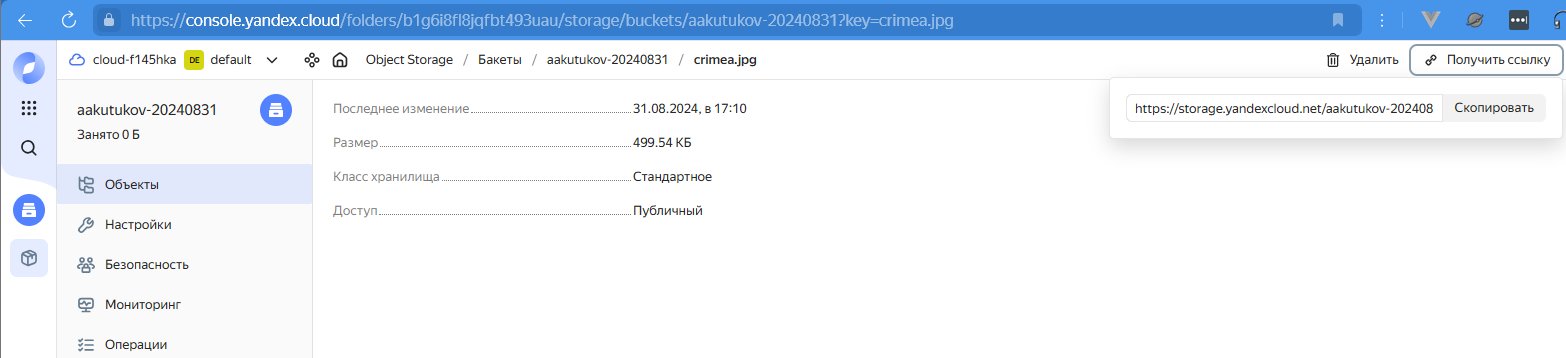 https://console.yandex.cloud/folders/b1g6i8fl8jqfbt493uau/storage/buckets/aakutukov-20240831?key=crimea.jpg
cloud-f145hka DE default Object Storage / Бакеты / aakutukov-20240831 / crimea.jpg Удалить Получить ссылку
https://storage.yandexcloud.net/aakutukov-202408 Скопировать
aakutukov-20240831
Занято 0 Б
Объекты
Настройки
Безопасность
Мониторинг
Операции
Последнее изменение 31.08.2024, в 17:10
Размер 499.54 КБ
Класс хранилища Стандартное
Доступ Публичный